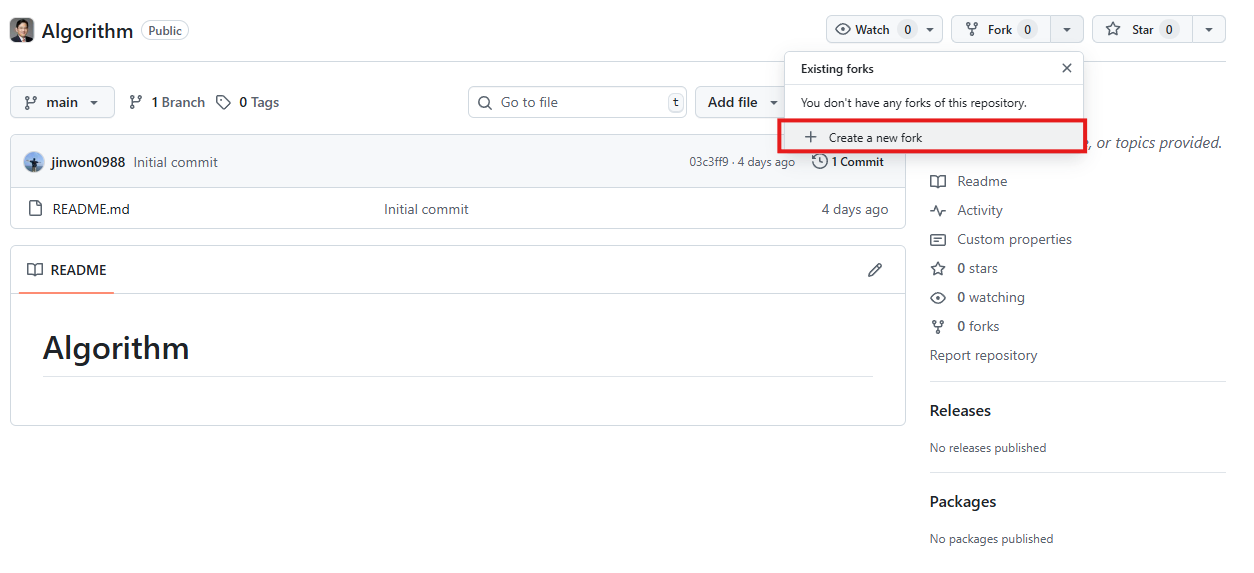 Algorithm Public Watch 0 Fork 0 Star 0
Existing forks
You don't have any forks of this repository.
Create a new fork
main 1 Branch 0 Tags Go to file t Add file
, or topics provided.
jinwon0988 Initial commit 03c3ff9 · 4 days ago 1 Commit
README.md Initial commit 4 days ago
README
Algorithm
Readme
Activity
Custom properties
0 stars
0 watching
0 forks
Report repository
Releases
No releases published
Packages
No packages published